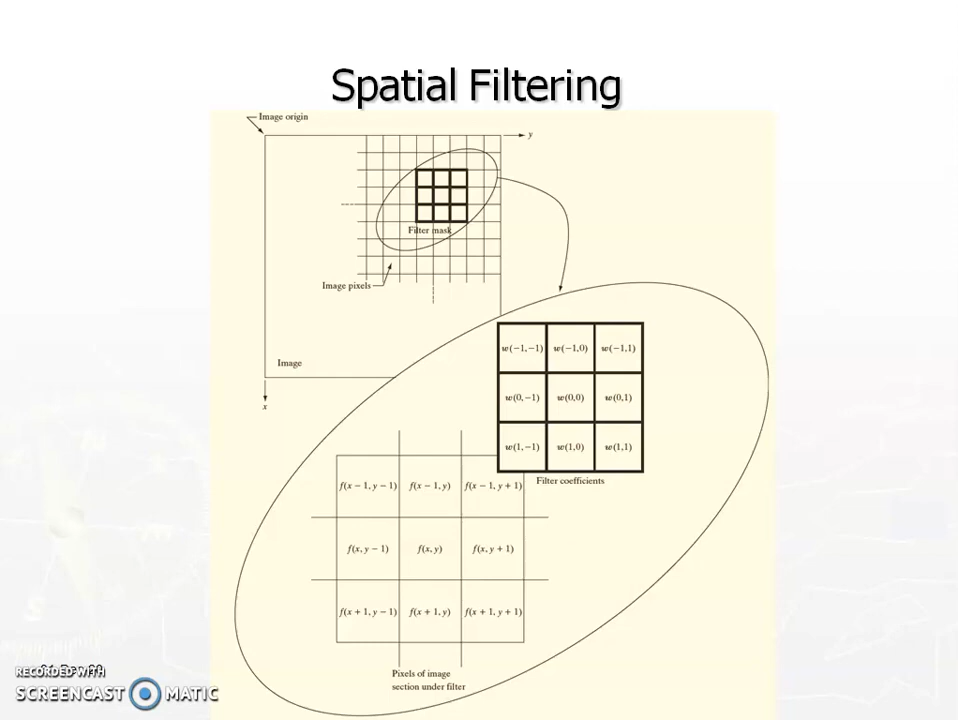 Spatial Filtering
Image origin
y
Filter mask
Image pixels
Image
x
w(−1,−1) w(−1,0) w(−1,1)
w(0,−1) w(0,0) w(0,1)
w(1,−1) w(1,0) w(1,1)
Filter coefficients
f(x − 1, y − 1) f(x − 1, y) f(x − 1, y + 1)
f(x, y − 1) f(x, y) f(x, y + 1)
f(x + 1, y − 1) f(x + 1, y) f(x + 1, y + 1)
Pixels of image
section under filter
RECORDED WITH
SCREENCAST MATIC